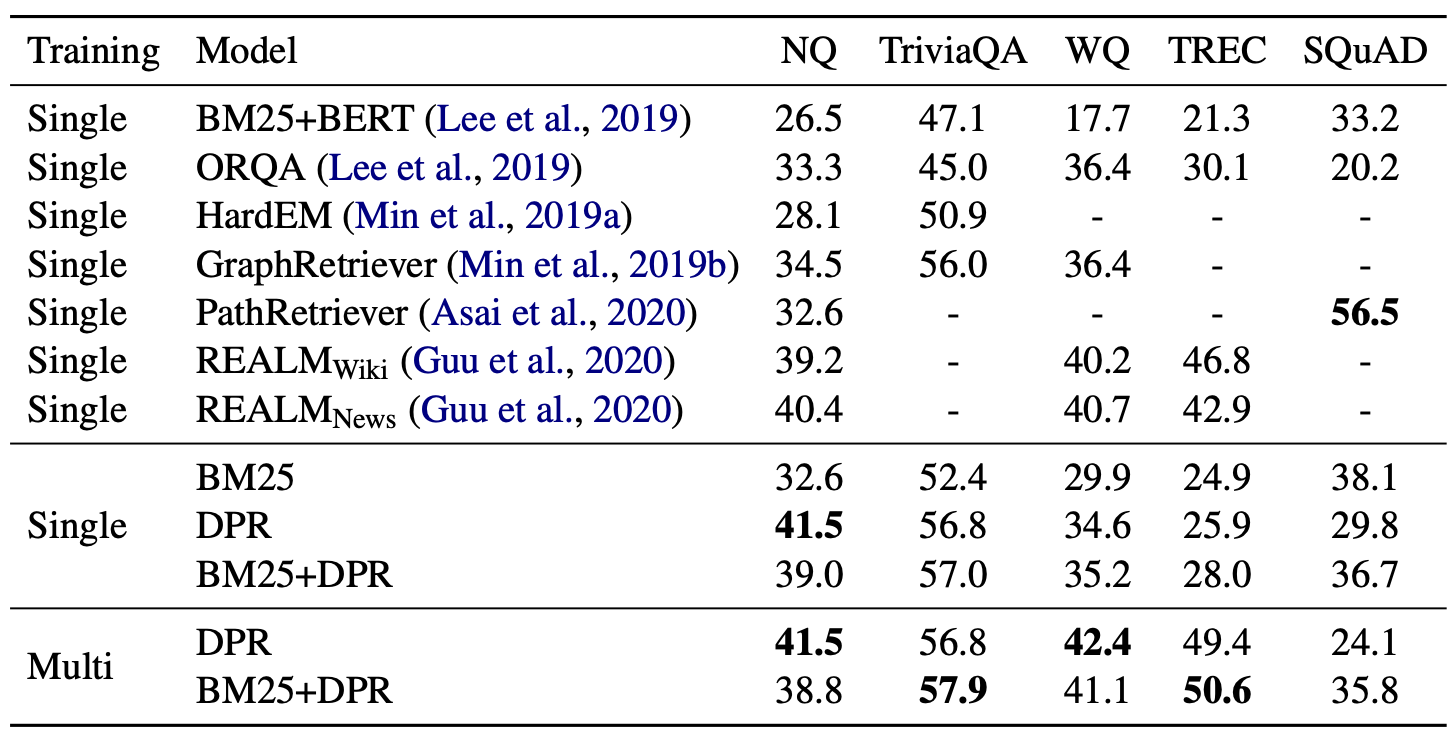 Training Model NQ TriviaQA WQ TREC SQuAD
Single BM25+BERT (Lee et al., 2019) 26.5 47.1 17.7 21.3 33.2
Single ORQA (Lee et al., 2019) 33.3 45.0 36.4 30.1 20.2
Single HardEM (Min et al., 2019a) 28.1 50.9 - - -
Single GraphRetriever (Min et al., 2019b) 34.5 56.0 36.4 - -
Single PathRetriever (Asai et al., 2020) 32.6 - - - 56.5
Single REALMWiki (Guu et al., 2020) 39.2 - 40.2 46.8 -
Single REALMNews (Guu et al., 2020) 40.4 - 40.7 42.9 -
BM25 32.6 52.4 29.9 24.9 38.1
Single DPR 41.5 56.8 34.6 25.9 29.8
BM25+DPR 39.0 57.0 35.2 28.0 36.7
Multi
DPR 41.5 56.8 42.4 49.4 24.1
BM25+DPR 38.8 57.9 41.1 50.6 35.8